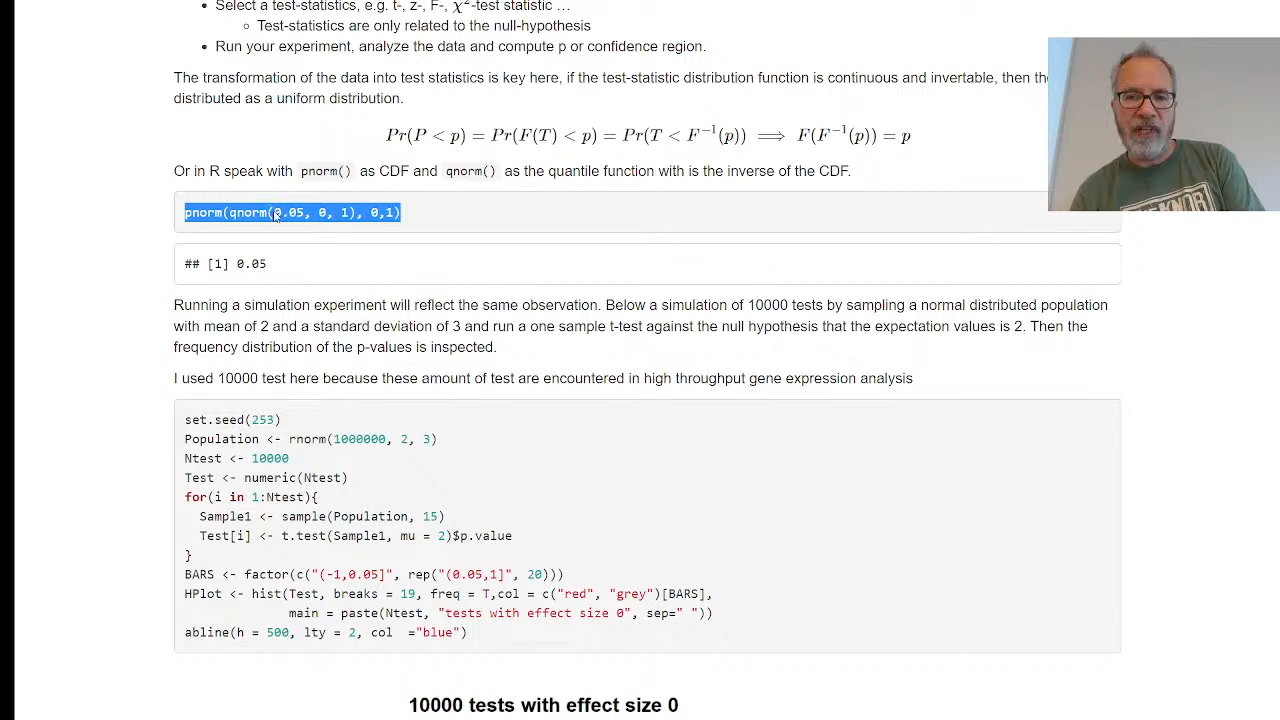 • Select a test-statistics, e.g. t-, z-, F-, χ²-test statistic …
◦ Test-statistics are only related to the null-hypothesis
• Run your experiment, analyze the data and compute p or confidence region.
The transformation of the data into test statistics is key here, if the test-statistic distribution function is continuous and invertable, then the
distributed as a uniform distribution.
Pr(P < p) = Pr(F(T) < p) = Pr(T < F⁻¹(p)) ⟹ F(F⁻¹(p)) = p
Or in R speak with pnorm() as CDF and qnorm() as the quantile function with is the inverse of the CDF.
pnorm(qnorm(0.05, 0, 1), 0,1)
## [1] 0.05
Running a simulation experiment will reflect the same observation. Below a simulation of 10000 tests by sampling a normal distributed population
with mean of 2 and a standard deviation of 3 and run a one sample t-test against the null hypothesis that the expectation values is 2. Then the
frequency distribution of the p-values is inspected.
I used 10000 test here because these amount of test are encountered in high throughput gene expression analysis
set.seed(253)
Population <- rnorm(1000000, 2, 3)
Ntest <- 10000
Test <- numeric(Ntest)
for(i in 1:Ntest){
  Sample1 <- sample(Population, 15)
  Test[i] <- t.test(Sample1, mu = 2)$p.value
}
BARS <- factor(c("(-1,0.05]", rep("(0.05,1]", 20)))
HPlot <- hist(Test, breaks = 19, freq = T,col = c("red", "grey")[BARS],
              main = paste(Ntest, "tests with effect size 0", sep=" "))
abline(h = 500, lty = 2, col ="blue")
10000 tests with effect size 0